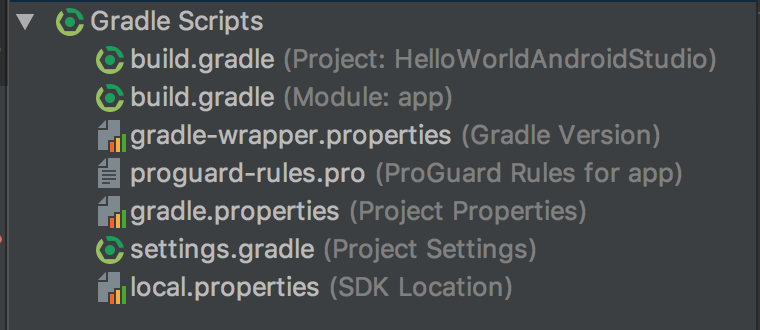 Gradle Scripts
build.gradle (Project: HelloWorldAndroidStudio)
build.gradle (Module: app)
gradle-wrapper.properties (Gradle Version)
proguard-rules.pro (ProGuard Rules for app)
gradle.properties (Project Properties)
settings.gradle (Project Settings)
local.properties (SDK Location)